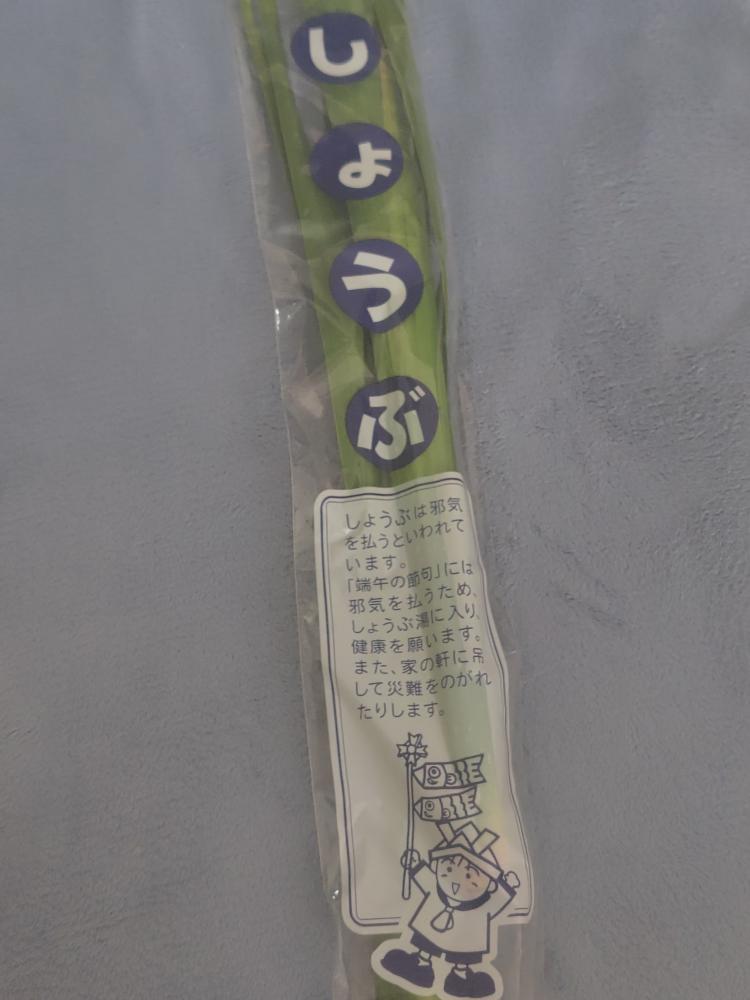 しょうぶ
しょうぶは邪気
を払うといわれて
います。
「端午の節句」には
邪気を払うため、
しょうぶ湯に入り、
健康を願います。
また、家の軒に吊
して災難をのがれ
たりします。